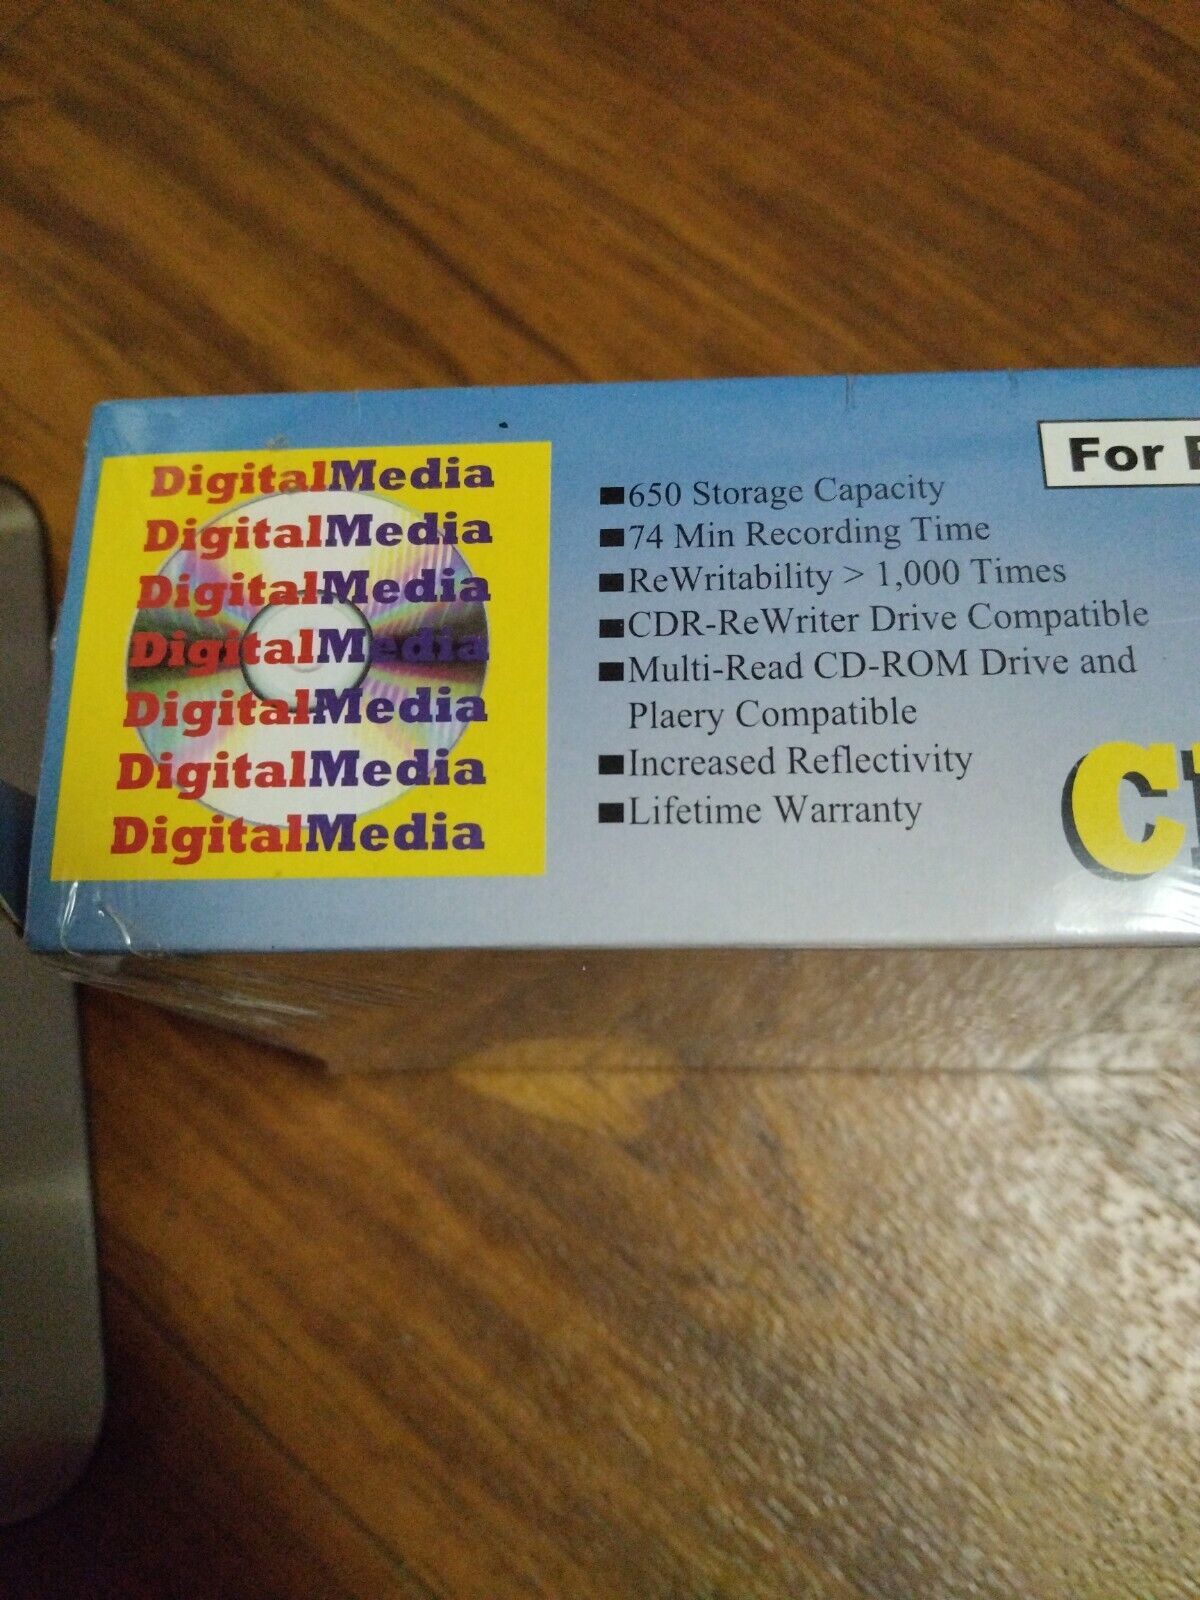 DigitalMedia
DigitalMedia
DigitalMedia
DigitalMedia
DigitalMedia
DigitalMedia
DigitalMedia
■650 Storage Capacity
■74 Min Recording Time
■ReWritability > 1,000 Times
■CDR-ReWriter Drive Compatible
■Multi-Read CD-ROM Drive and
Plaery Compatible
■Increased Reflectivity
■Lifetime Warranty
For